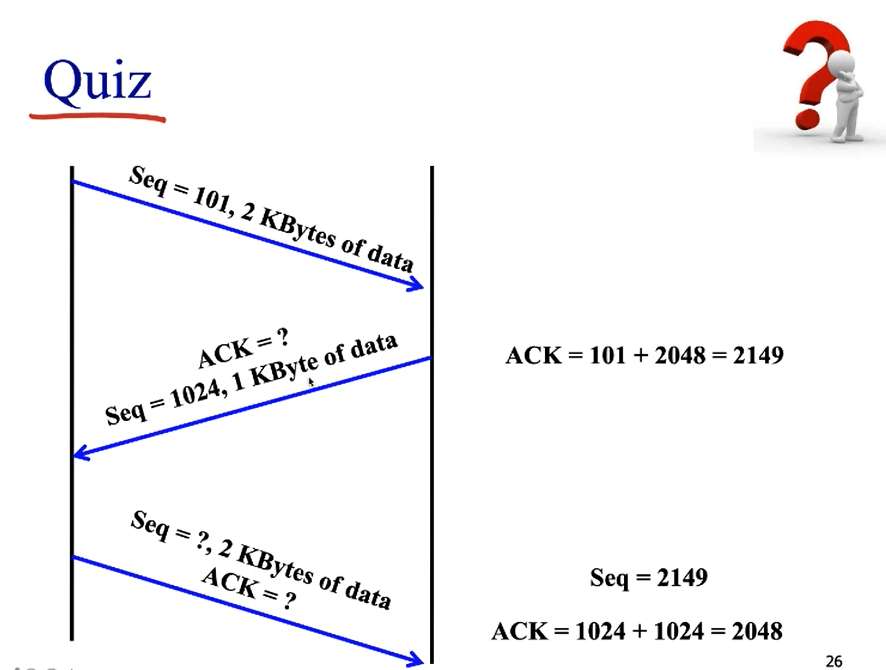 Quiz
Seq = 101, 2 KBytes of data
ACK = ?
Seq = 1024, 1 KByte of data
ACK = 101 + 2048 = 2149
Seq = ?, 2 KBytes of data
ACK = ?
Seq = 2149
ACK = 1024 + 1024 = 2048
26